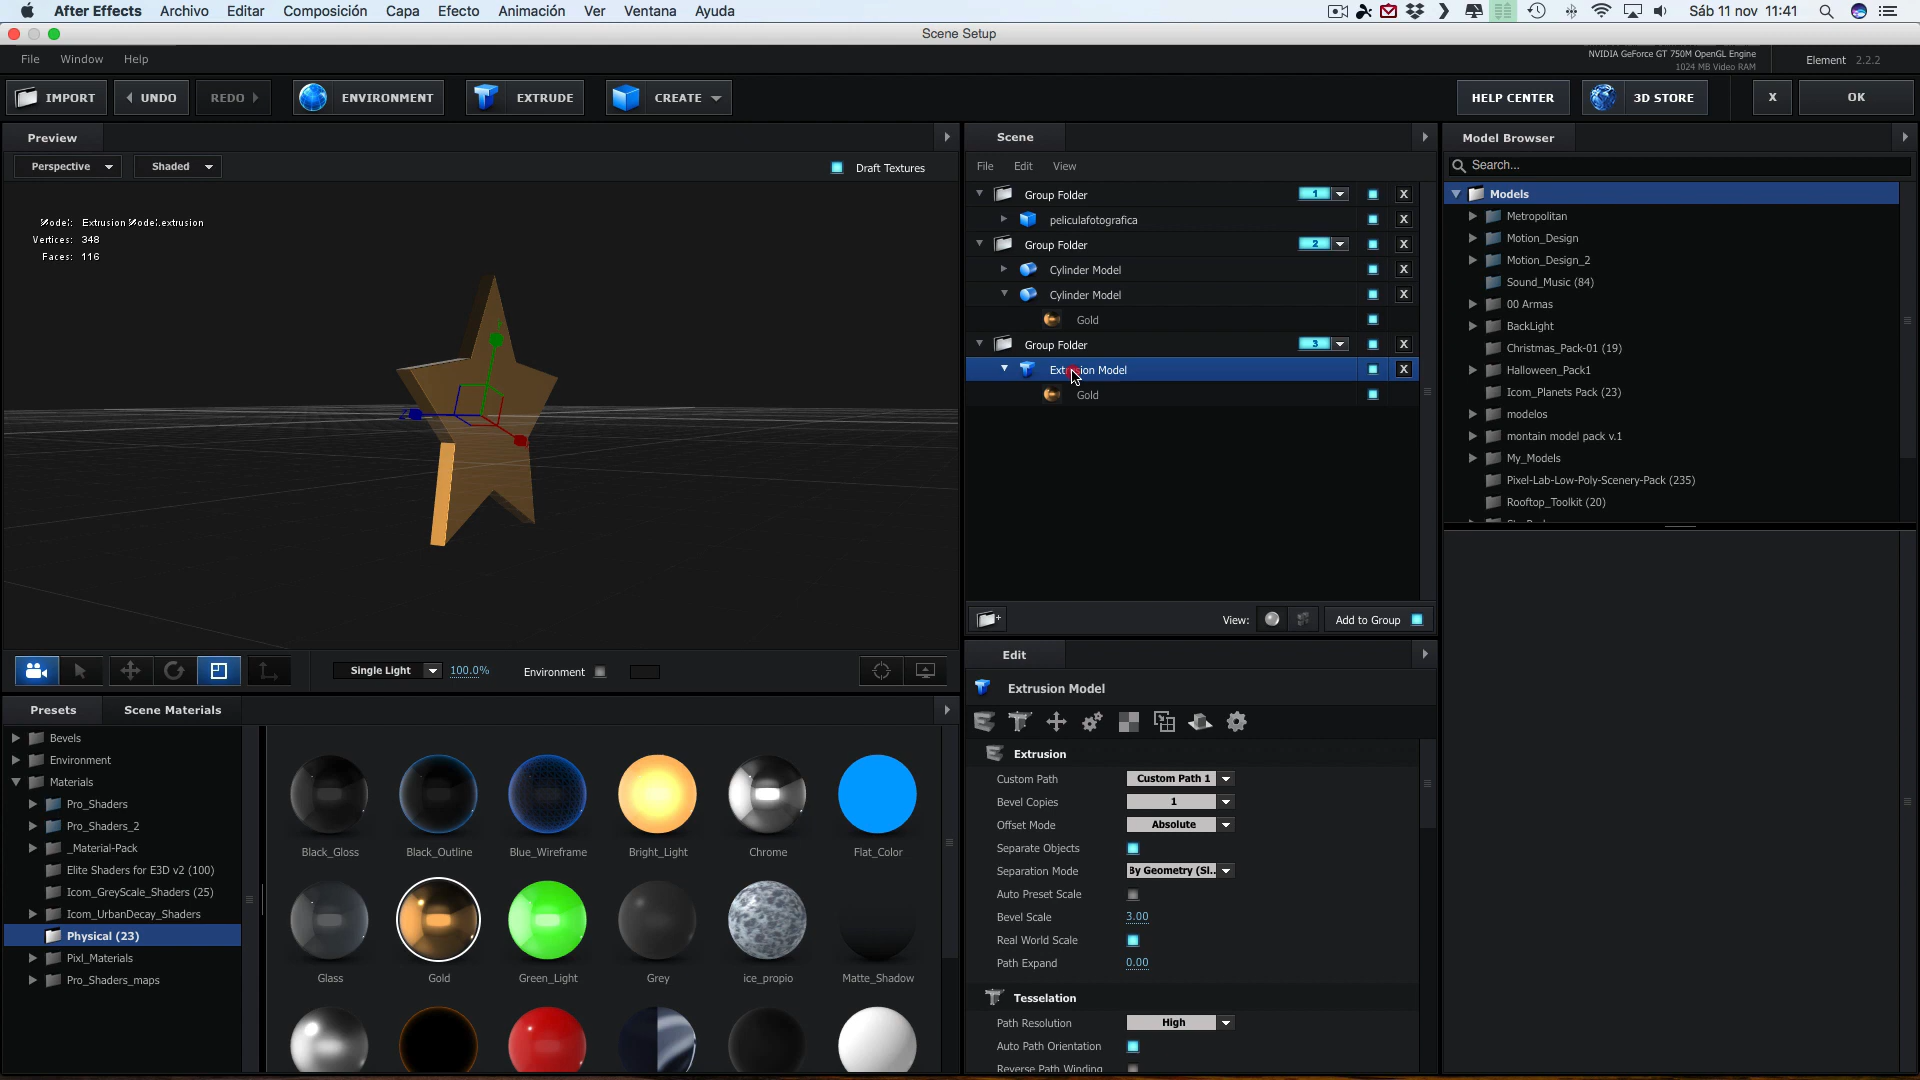 After Effects Archivo Editar Composición Capa Efecto Animación Ver Ventana Ayuda
Sáb 11 nov 11:41
Scene Setup
File Window Help
NVIDIA GeForce GT 750M OpenGL Engine
1024 MB Video RAM
Element 2.2.2
IMPORT UNDO REDO ENVIRONMENT EXTRUDE CREATE
HELP CENTER 3D STORE X OK
Preview
Perspective Shaded Draft Textures
Model: Extrusion Model.extrusion
Vertices: 348
Faces: 116
Single Light 100.0% Environment
Scene
File Edit View
Group Folder 1 X
peliculafotografica X
Group Folder 2 X
Cylinder Model X
Cylinder Model X
Gold
Group Folder 3 X
Extrusion Model X
Gold
View: Add to Group
Model Browser
Search...
Models
Metropolitan
Motion_Design
Motion_Design_2
Sound_Music (84)
00 Armas
BackLight
Christmas_Pack-01 (19)
Halloween_Pack1
Icom_Planets Pack (23)
modelos
montain model pack v.1
My_Models
Pixel-Lab-Low-Poly-Scenery-Pack (235)
Rooftop_Toolkit (20)
Presets Scene Materials
Bevels
Environment
Materials
Pro_Shaders
Pro_Shaders_2
_Material-Pack
Elite Shaders for E3D v2 (100)
Icom_GreyScale_Shaders (25)
Icom_UrbanDecay_Shaders
Physical (23)
Pixl_Materials
Pro_Shaders_maps
Black_Gloss Black_Outline Blue_Wireframe Bright_Light Chrome Flat_Color
Glass Gold Green_Light Grey ice_propio Matte_Shadow
Edit
Extrusion Model
Extrusion
Custom Path Custom Path 1
Bevel Copies 1
Offset Mode Absolute
Separate Objects
Separation Mode By Geometry (Sl..
Auto Preset Scale
Bevel Scale 3.00
Real World Scale
Path Expand 0.00
Tesselation
Path Resolution High
Auto Path Orientation
Reverse Path Winding